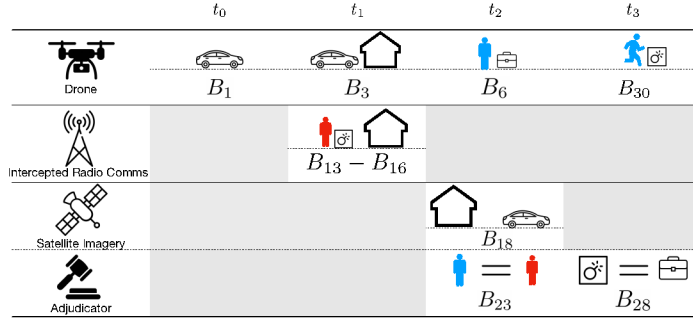 t₀ t₁ t₂ t₃
Drone
B₁ B₃ B₆ B₃₀
Intercepted Radio Comms
B₁₃ − B₁₆
Satellite Imagery
B₁₈
= =
Adjudicator
B₂₃ B₂₈